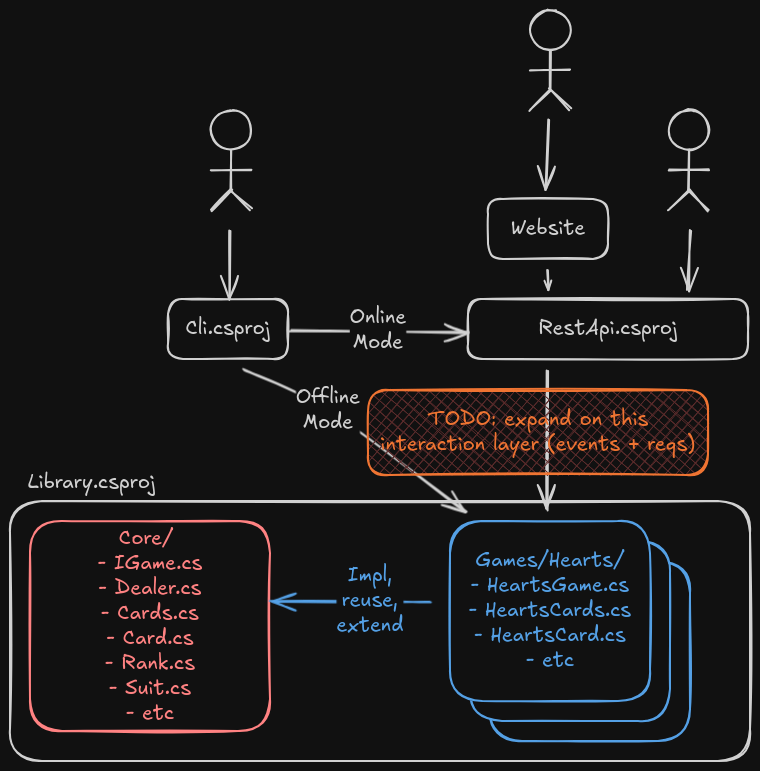 Website
Cli.csproj
Online
Mode
RestApi.csproj
Offline
Mode
TODO: expand on this
interaction layer (events + reqs)
Library.csproj
Core/
- IGame.cs
- Dealer.cs
- Cards.cs
- Card.cs
- Rank.cs
- Suit.cs
- etc
Impl,
reuse,
extend
Games/Hearts/
- HeartsGame.cs
- HeartsCards.cs
- HeartsCard.cs
- etc